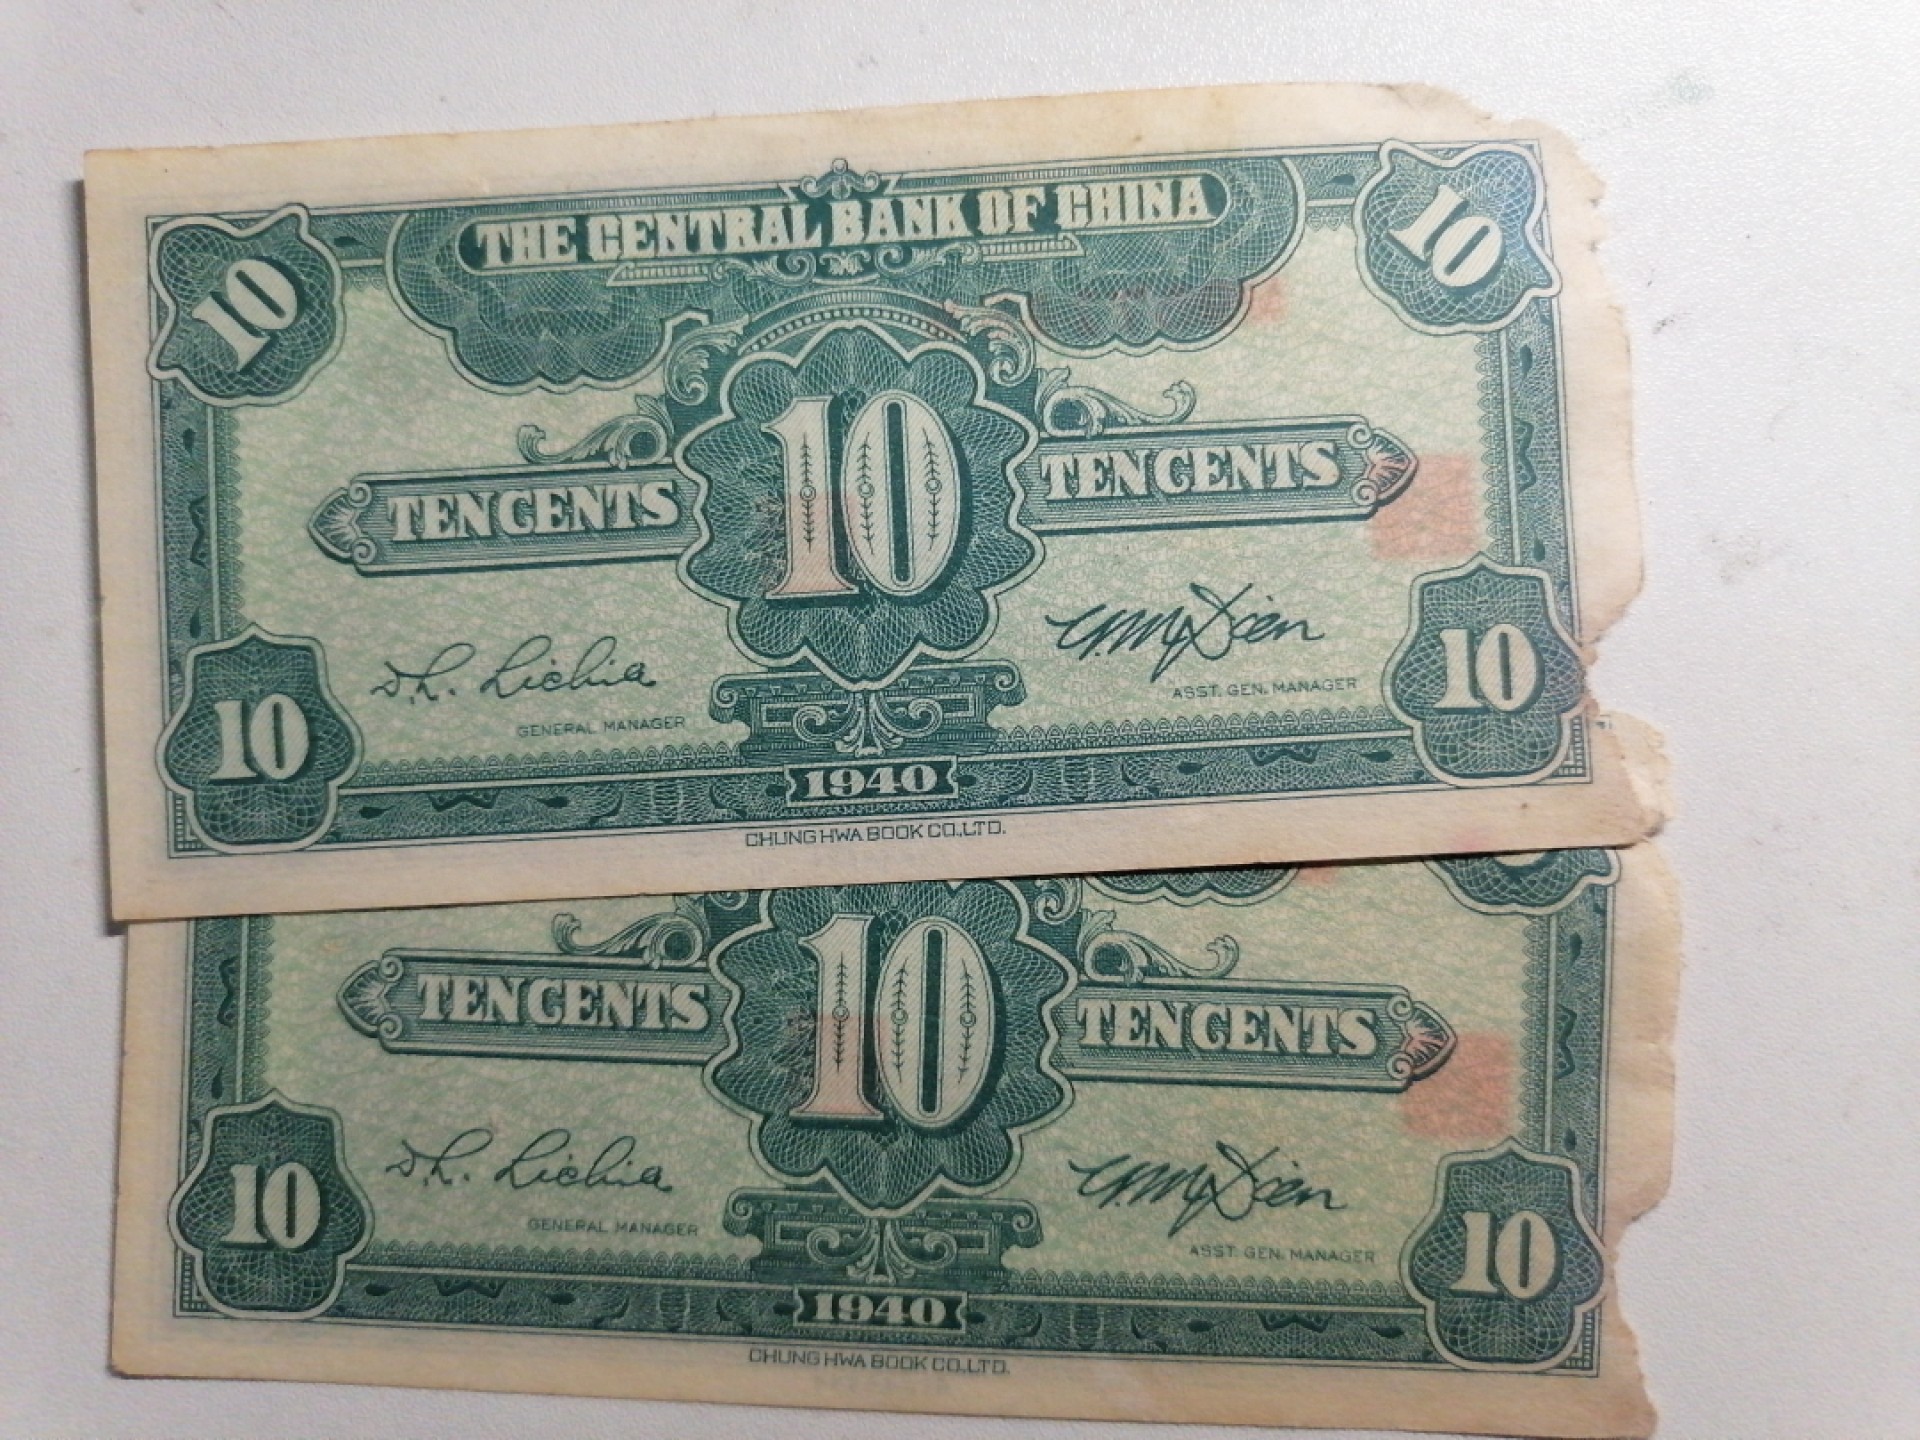 THE CENTRAL BANK OF CHINA
10 10
10
TEN CENTS TEN CENTS
GENERAL MANAGER ASST. GEN. MANAGER
10 10
1940
CHUNG HWA BOOK CO.,LTD.
10
TEN CENTS TEN CENTS
GENERAL MANAGER ASST. GEN. MANAGER
10 10
1940
CHUNG HWA BOOK CO.,LTD.